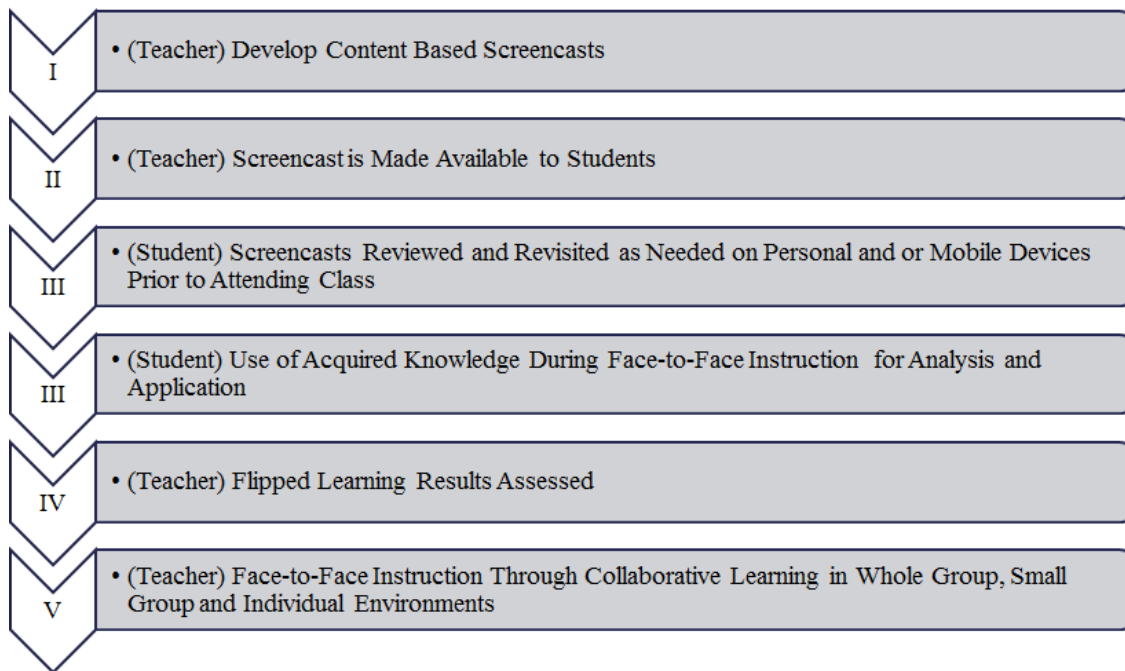 I
• (Teacher) Develop Content Based Screencasts
II
• (Teacher) Screencast is Made Available to Students
III
• (Student) Screencasts Reviewed and Revisited as Needed on Personal and or Mobile Devices
Prior to Attending Class
III
• (Student) Use of Acquired Knowledge During Face-to-Face Instruction for Analysis and
Application
IV
• (Teacher) Flipped Learning Results Assessed
V
• (Teacher) Face-to-Face Instruction Through Collaborative Learning in Whole Group, Small
Group and Individual Environments